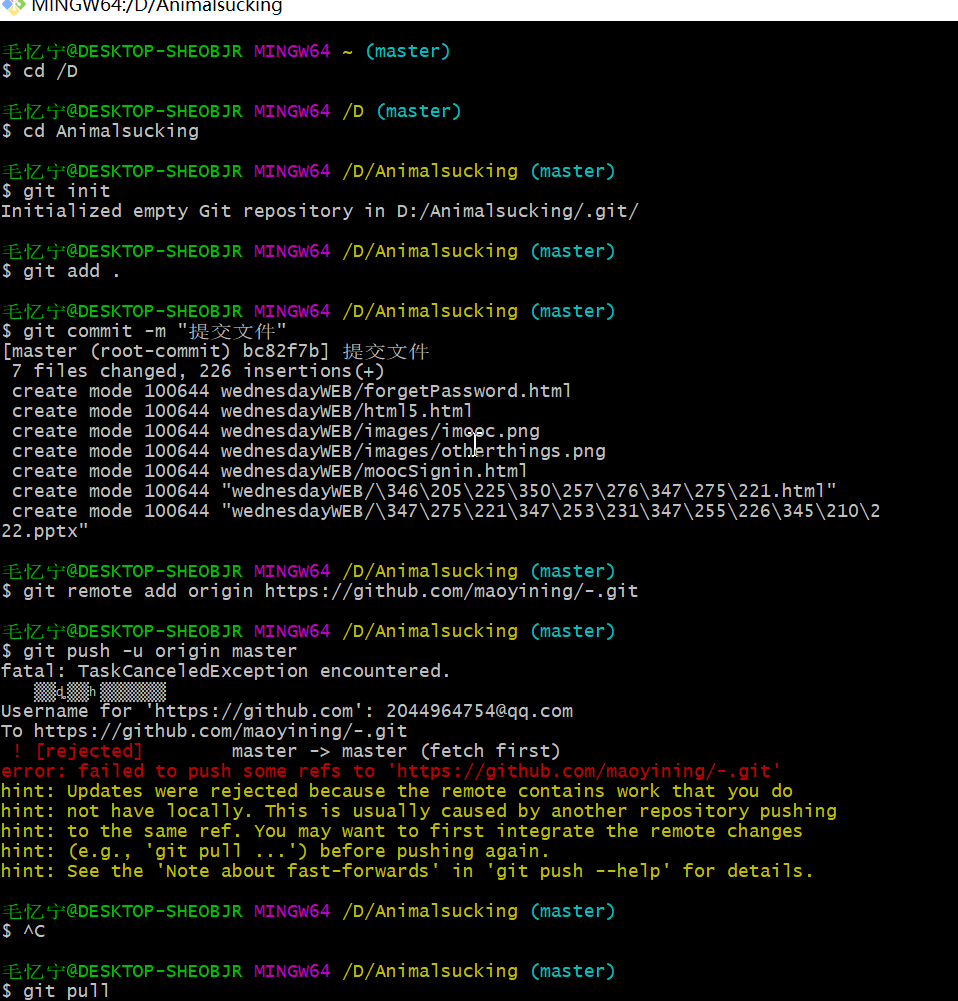 MINGW64:/D/Animalsucking
毛忆宁@DESKTOP-SHEOBJR MINGW64 ~ (master)
$ cd /D
毛忆宁@DESKTOP-SHEOBJR MINGW64 /D (master)
$ cd Animalsucking
毛忆宁@DESKTOP-SHEOBJR MINGW64 /D/Animalsucking (master)
$ git init
Initialized empty Git repository in D:/Animalsucking/.git/
毛忆宁@DESKTOP-SHEOBJR MINGW64 /D/Animalsucking (master)
$ git add .
毛忆宁@DESKTOP-SHEOBJR MINGW64 /D/Animalsucking (master)
$ git commit -m "提交文件"
[master (root-commit) bc82f7b] 提交文件
7 files changed, 226 insertions(+)
create mode 100644 wednesdayWEB/forgetPassword.html
create mode 100644 wednesdayWEB/html5.html
create mode 100644 wednesdayWEB/images/imooc.png
create mode 100644 wednesdayWEB/images/otherthings.png
create mode 100644 wednesdayWEB/moocSignin.html
create mode 100644 "wednesdayWEB/\346\205\225\350\257\276\347\275\221.html"
create mode 100644 "wednesdayWEB/\347\275\221\347\253\231\347\255\226\345\210\2
22.pptx"
毛忆宁@DESKTOP-SHEOBJR MINGW64 /D/Animalsucking (master)
$ git remote add origin https://github.com/maoyining/-.git
毛忆宁@DESKTOP-SHEOBJR MINGW64 /D/Animalsucking (master)
$ git push -u origin master
fatal: TaskCanceledException encountered.
Username for 'https://github.com': 2044964754@qq.com
To https://github.com/maoyining/-.git
! [rejected] master -> master (fetch first)
error: failed to push some refs to 'https://github.com/maoyining/-.git'
hint: Updates were rejected because the remote contains work that you do
hint: not have locally. This is usually caused by another repository pushing
hint: to the same ref. You may want to first integrate the remote changes
hint: (e.g., 'git pull ...') before pushing again.
hint: See the 'Note about fast-forwards' in 'git push --help' for details.
毛忆宁@DESKTOP-SHEOBJR MINGW64 /D/Animalsucking (master)
$ ^C
毛忆宁@DESKTOP-SHEOBJR MINGW64 /D/Animalsucking (master)
$ git pull